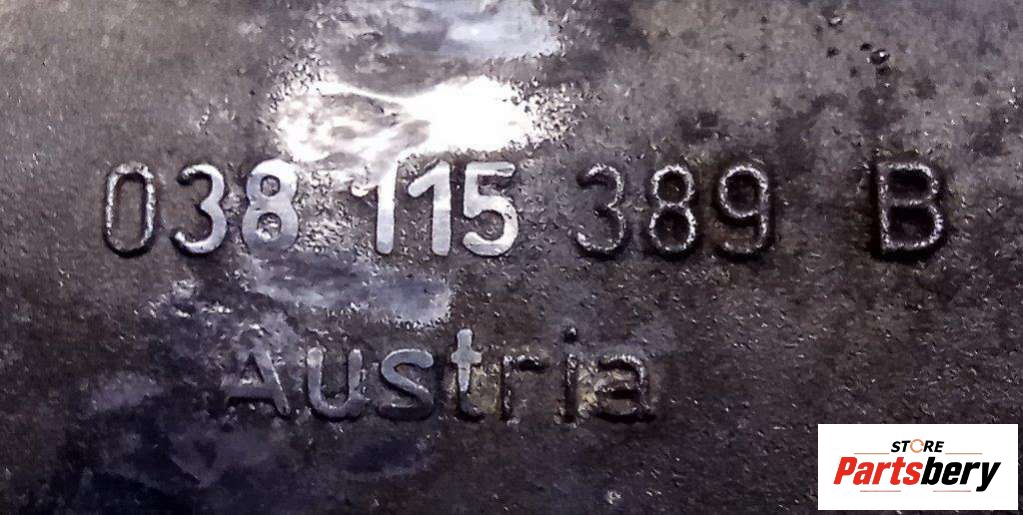 038 115 389 B
Austria
STORE
Partsbery